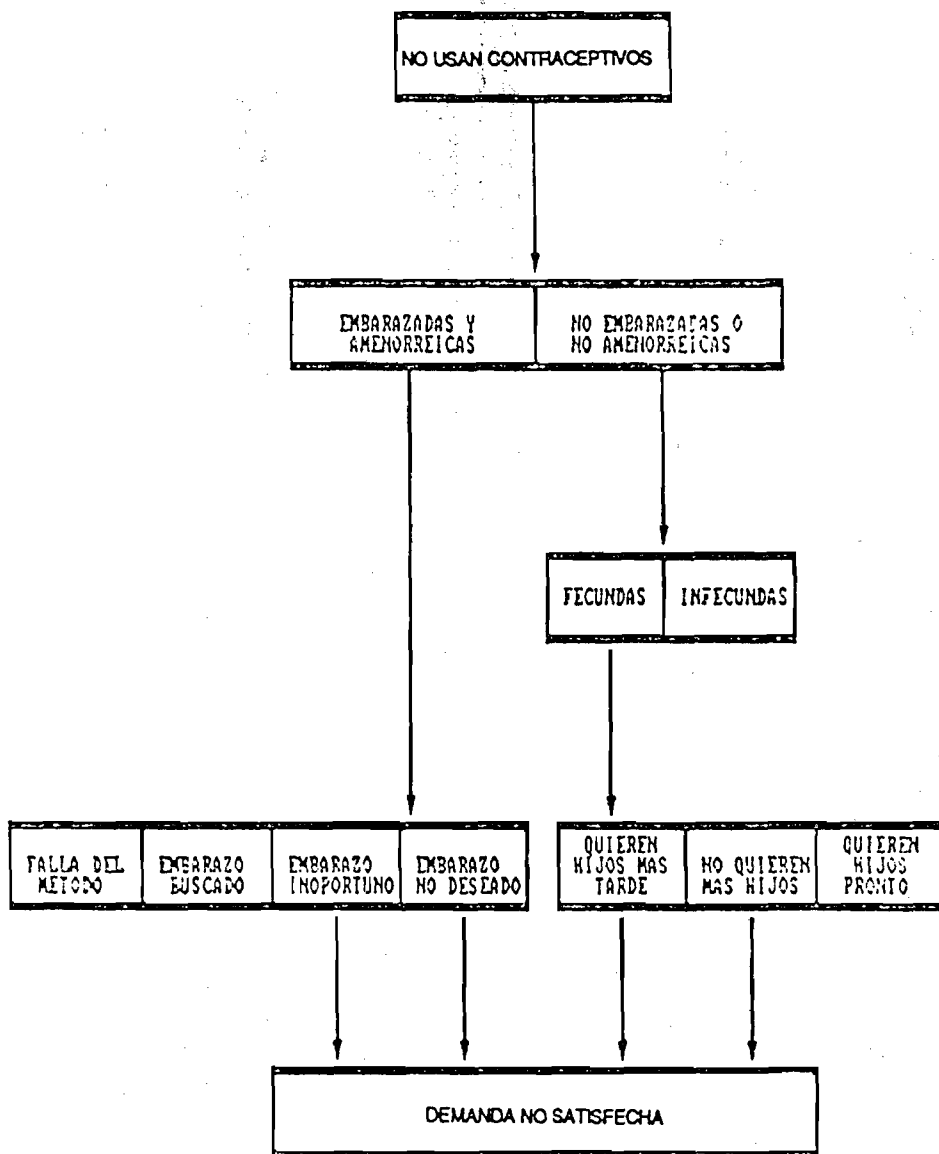 NO USAN CONTRACEPTIVOS
EMBARAZADAS Y
AMENORREICAS
NO EMBARAZADAS O
NO AMENORREICAS
FECUNDAS
INFECUNDAS
FALLA DEL
METODO
EMBARAZO
BUSCADO
EMBARAZO
INOPORTUNO
EMBARAZO
NO DESEADO
QUIEREN
HIJOS MAS
TARDE
NO QUIEREN
MAS HIJOS
QUIEREN
HIJOS
PRONTO
DEMANDA NO SATISFECHA